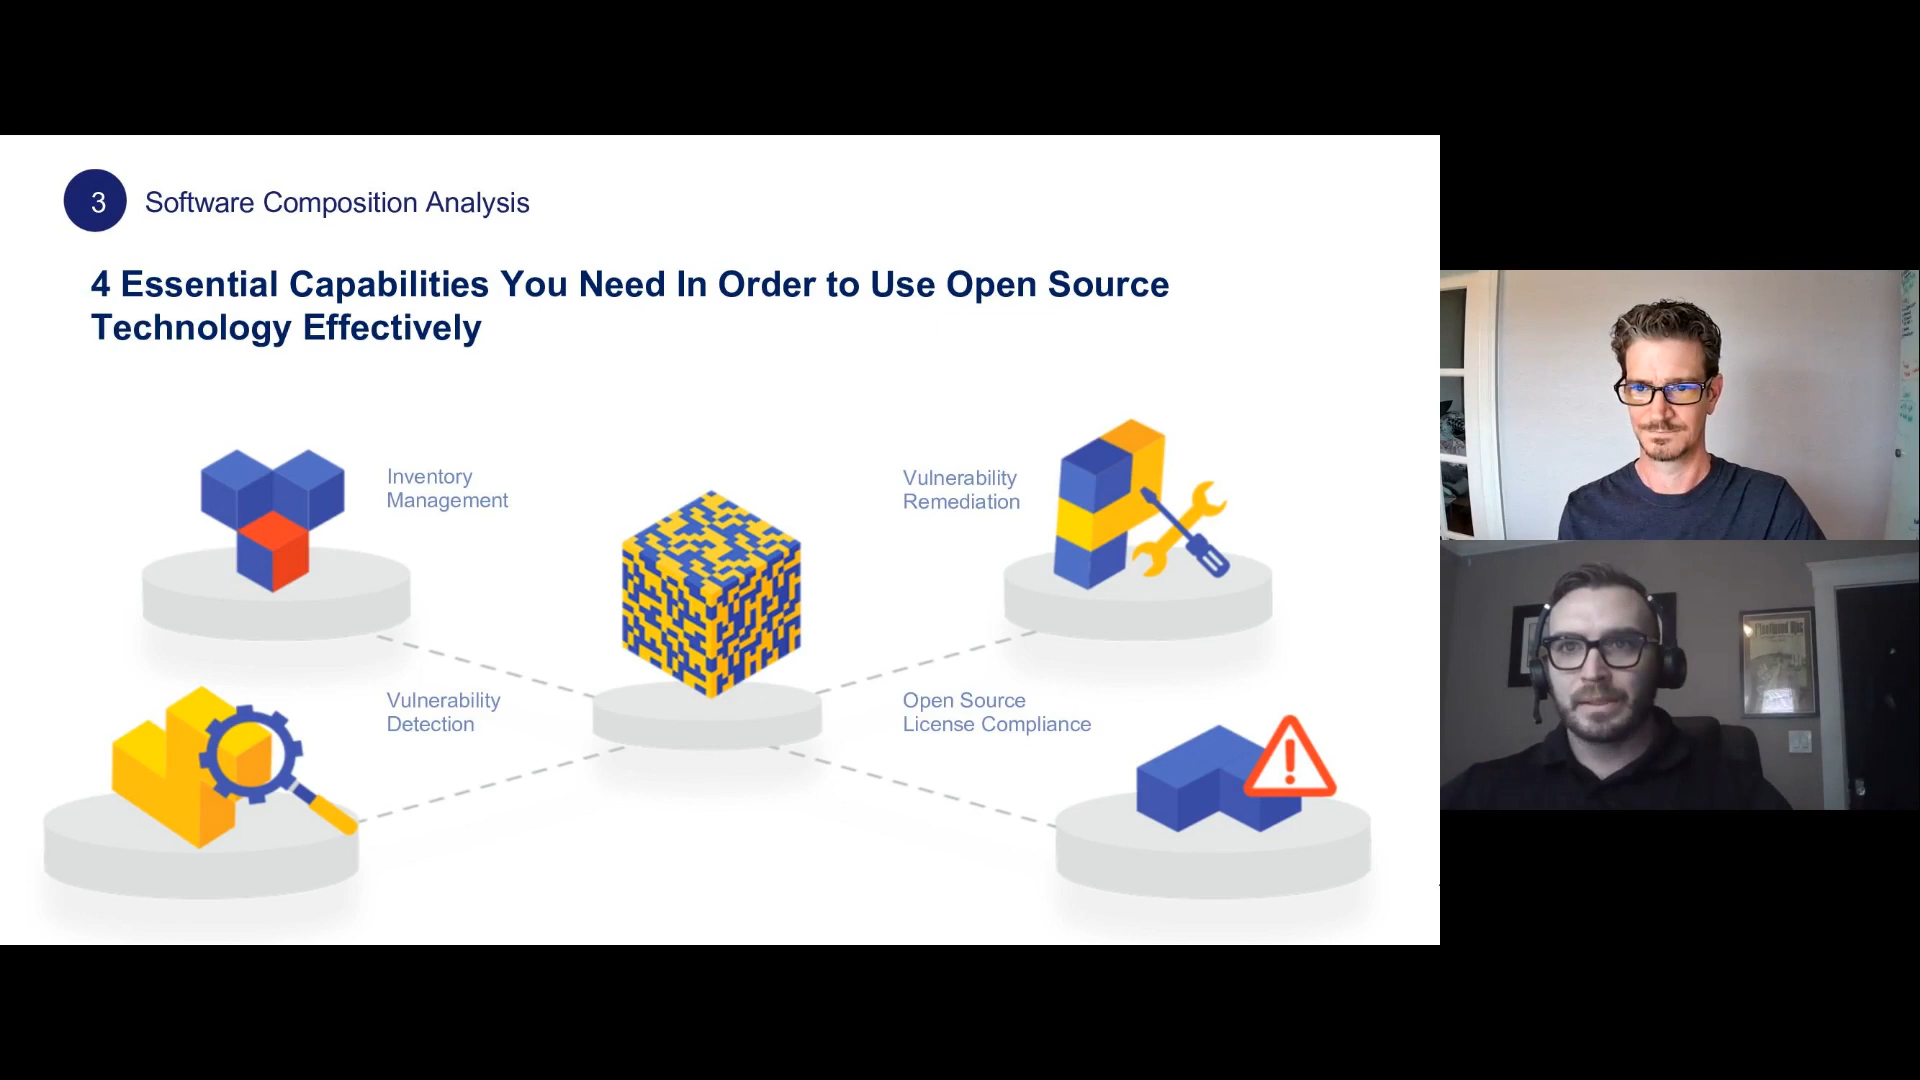 3 Software Composition Analysis
4 Essential Capabilities You Need In Order to Use Open Source
Technology Effectively
Inventory
Management
Vulnerability
Remediation
Vulnerability
Detection
Open Source
License Compliance